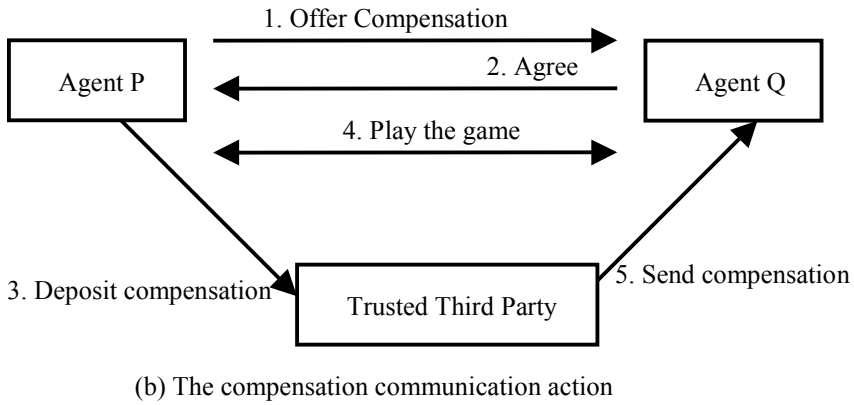 1. Offer Compensation
2. Agree
Agent P
Agent Q
4. Play the game
3. Deposit compensation
5. Send compensation
Trusted Third Party
(b) The compensation communication action